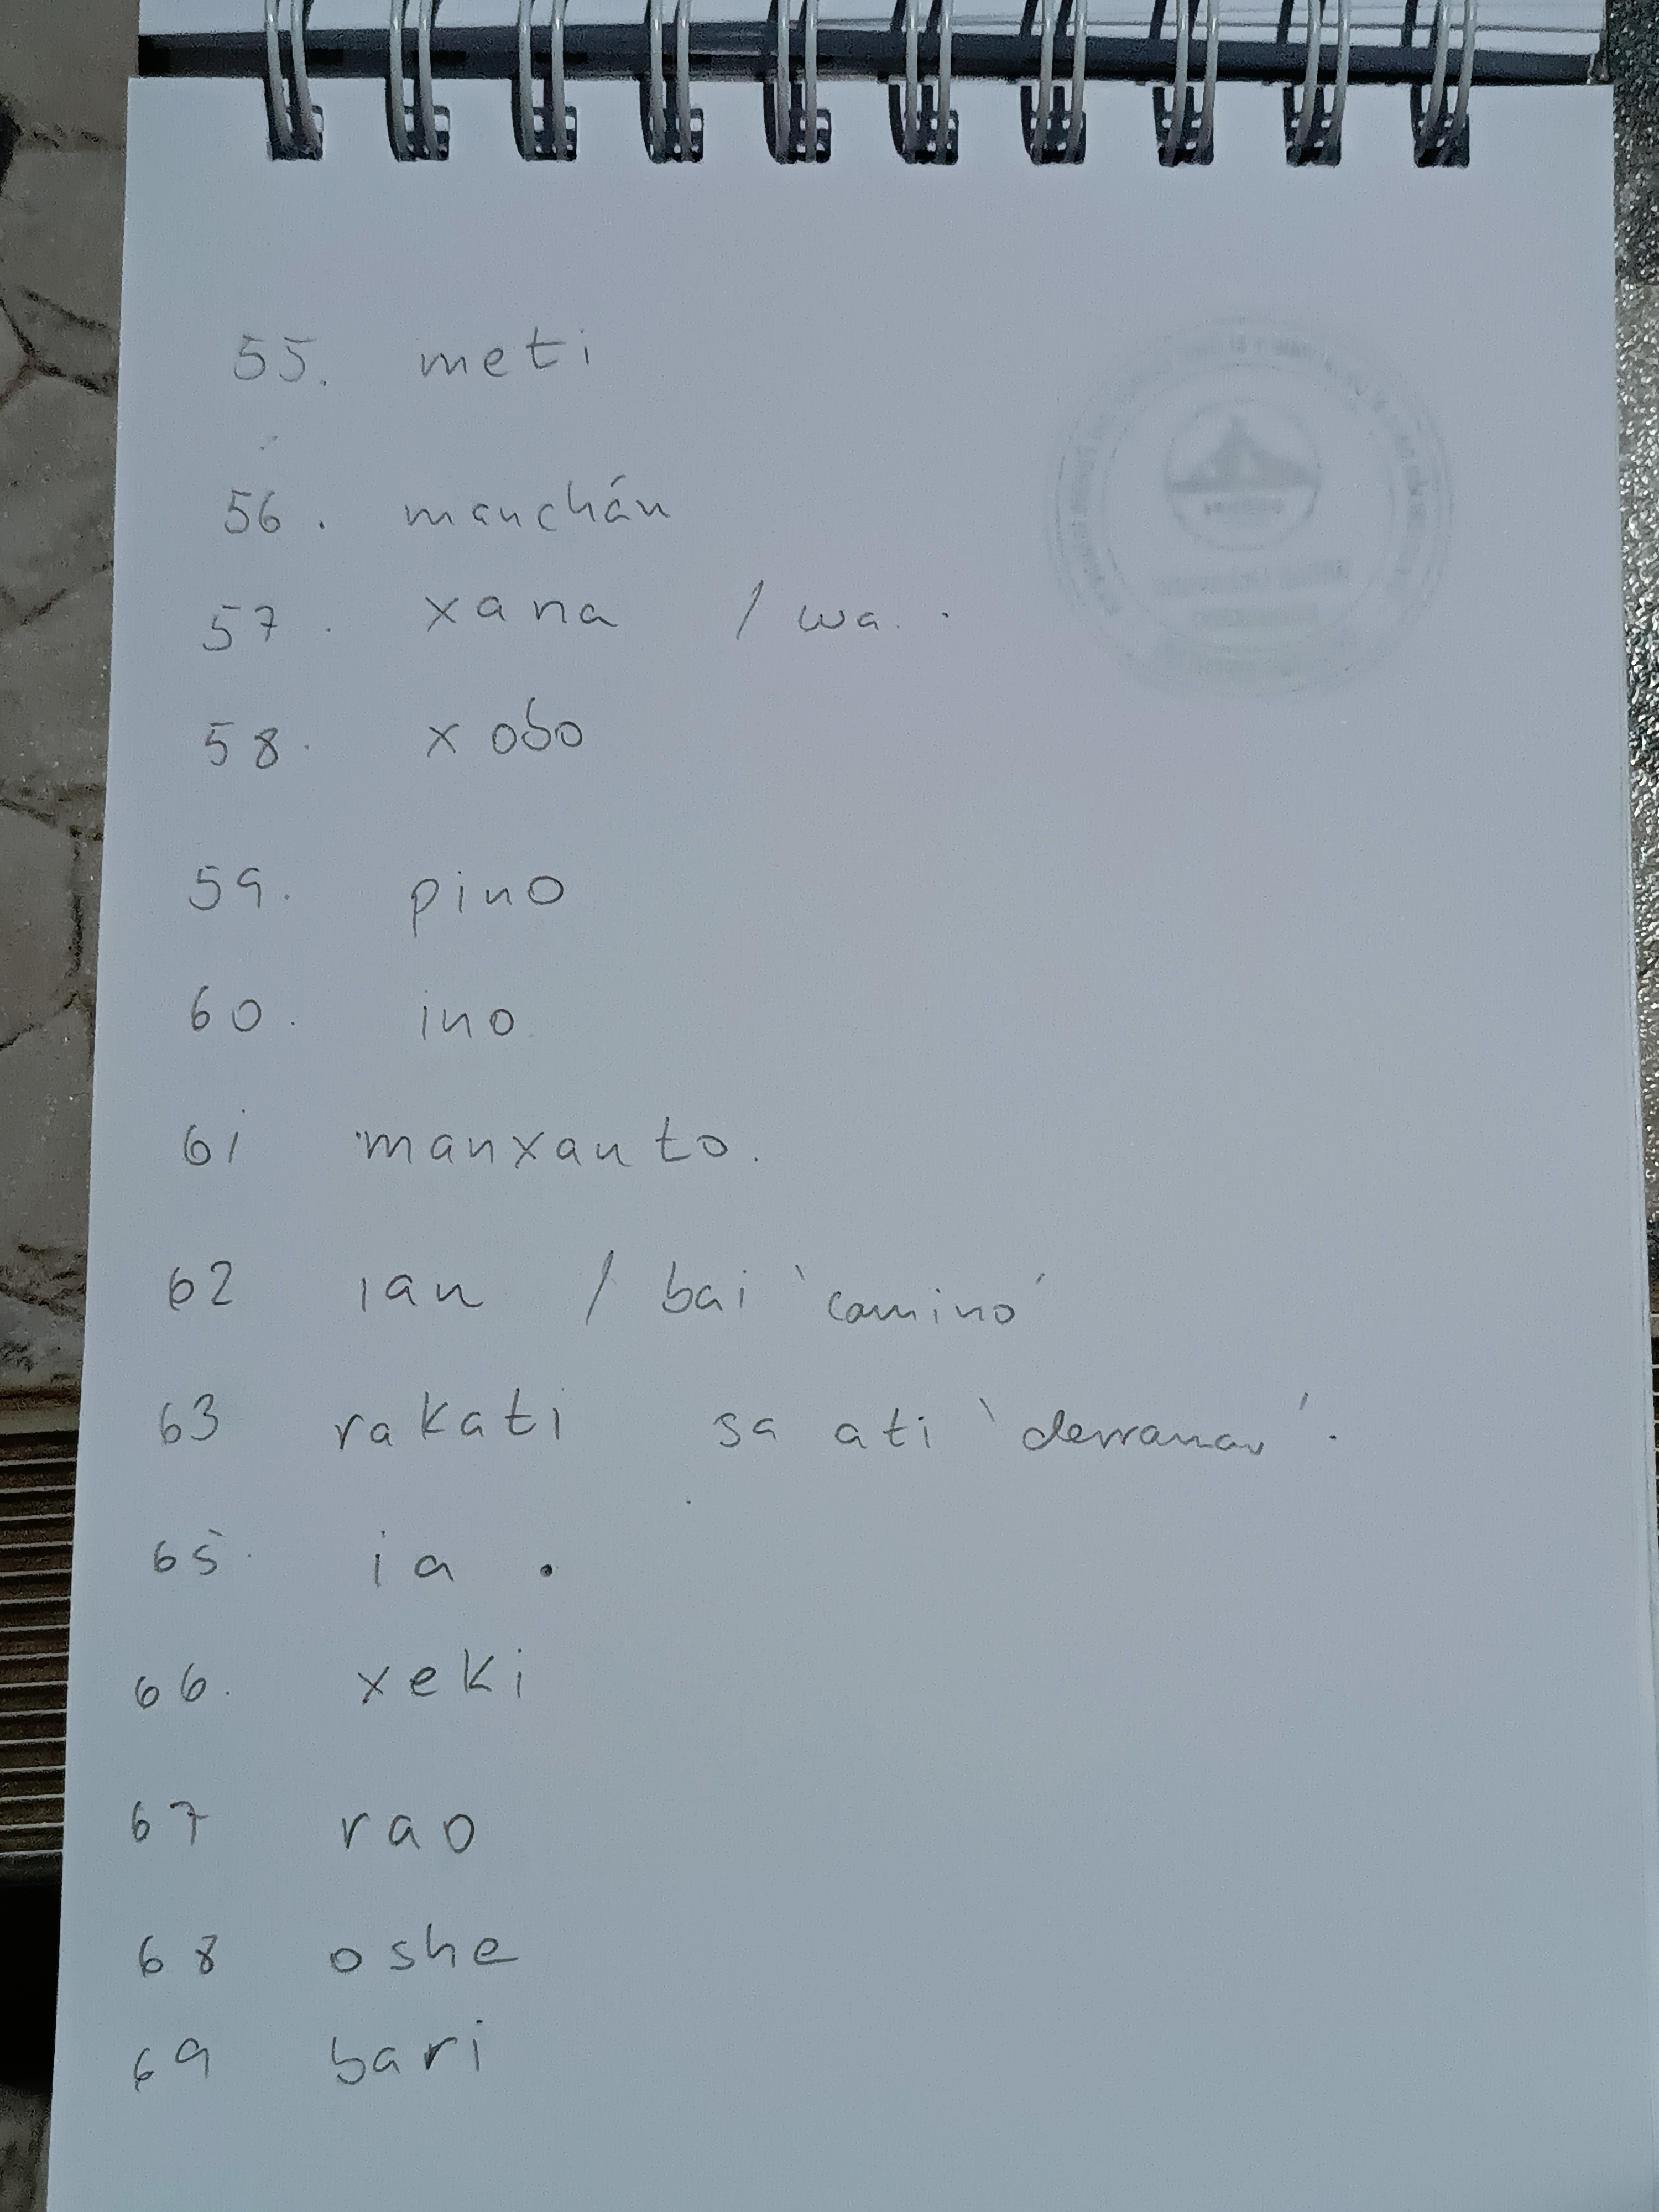 55. meti
56. manchán
57. xana / wa.
58. xobo
59. pino
60. ino
61 manxanto.
62 ian / bai 'camino'
63 rakati sa ati 'derramar'.
65. ia .
66. xeki
67 rao
68 oshe
69 bari